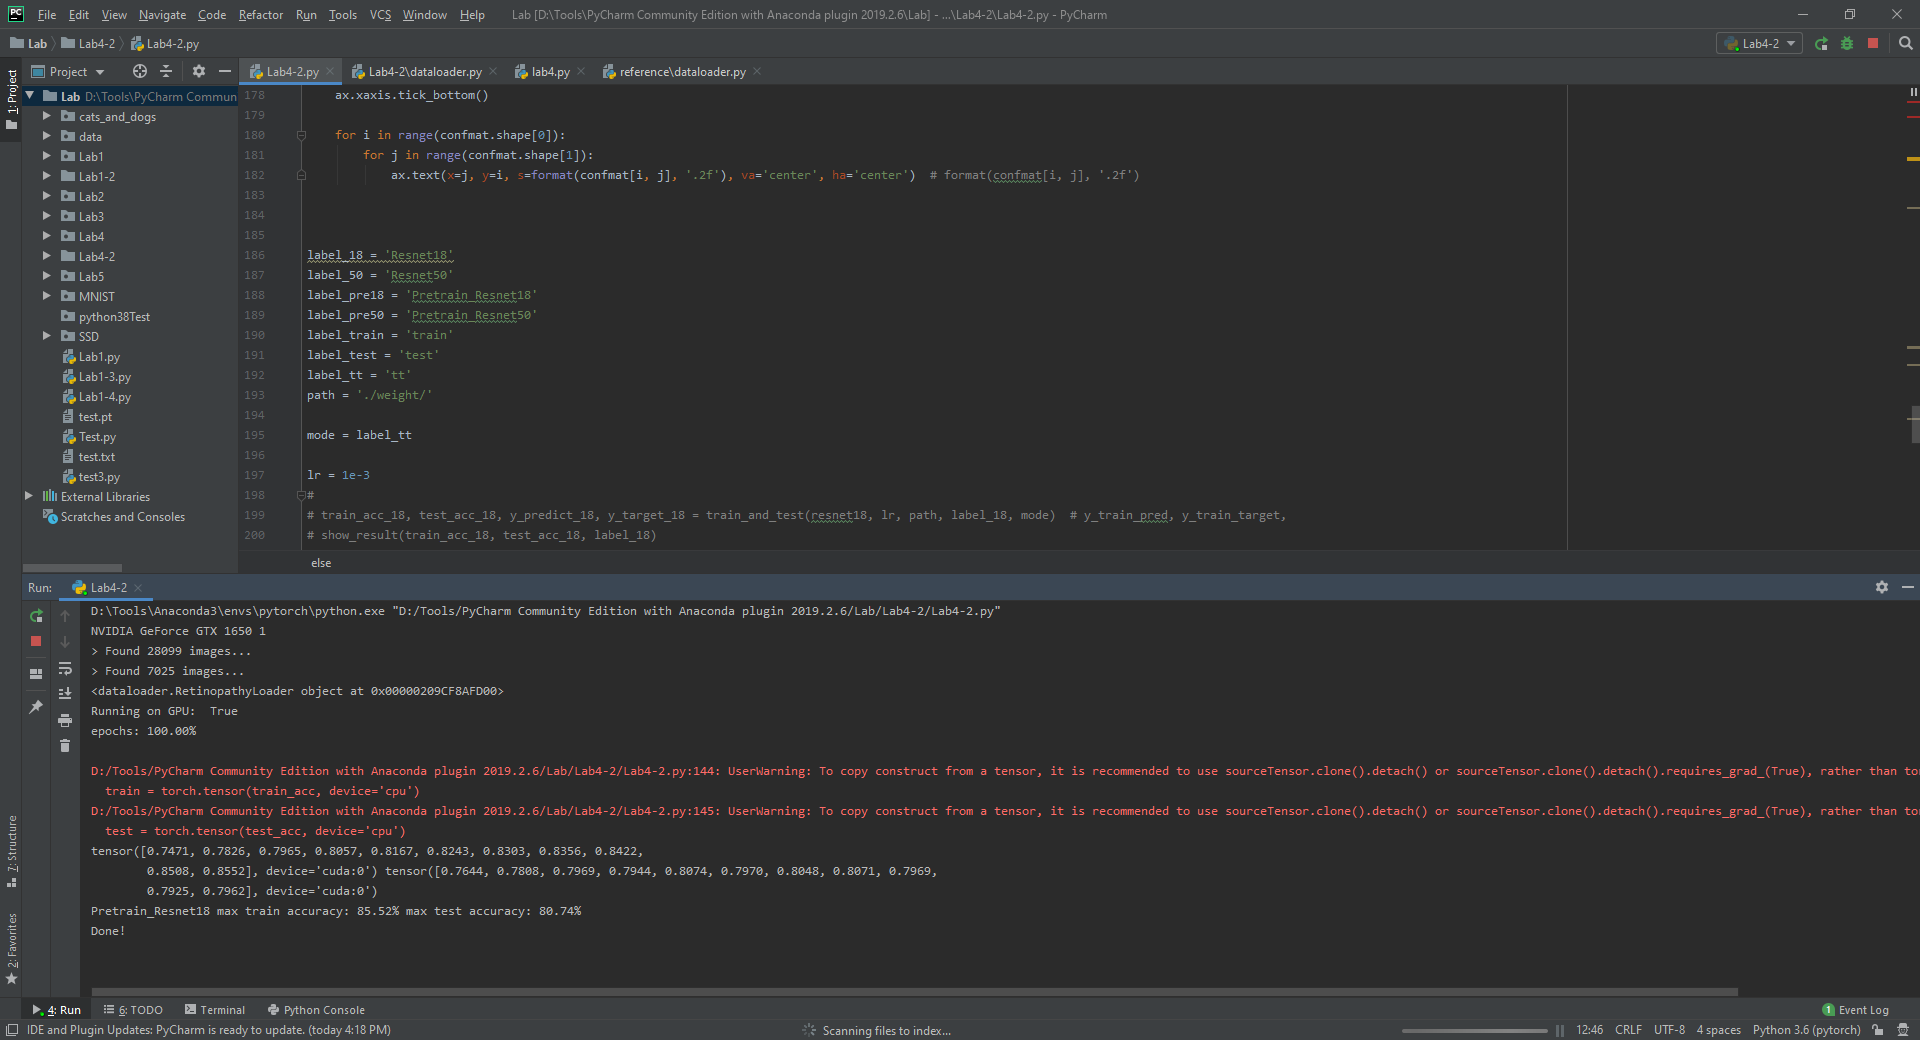 File Edit View Navigate Code Refactor Run Tools VCS Window Help Lab [D:\Tools\PyCharm Community Edition with Anaconda plugin 2019.2.6\Lab] - ...\Lab4-2\Lab4-2.py - PyCharm
Lab Lab4-2 Lab4-2.py Lab4-2
Project
Lab4-2.py Lab4-2\dataloader.py lab4.py reference\dataloader.py
1: Project
Lab D:\Tools\PyCharm Commun
cats_and_dogs
data
Lab1
Lab1-2
Lab2
Lab3
Lab4
Lab4-2
Lab5
MNIST
python38Test
SSD
Lab1.py
Lab1-3.py
Lab1-4.py
test.pt
Test.py
test.txt
test3.py
External Libraries
Scratches and Consoles
178 ax.xaxis.tick_bottom()
179
180 for i in range(confmat.shape[0]):
181 for j in range(confmat.shape[1]):
182 ax.text(x=j, y=i, s=format(confmat[i, j], '.2f'), va='center', ha='center')  # format(confmat[i, j], '.2f')
183
184
185
186 label_18 = 'Resnet18'
187 label_50 = 'Resnet50'
188 label_pre18 = 'Pretrain_Resnet18'
189 label_pre50 = 'Pretrain_Resnet50'
190 label_train = 'train'
191 label_test = 'test'
192 label_tt = 'tt'
193 path = './weight/'
194
195 mode = label_tt
196
197 lr = 1e-3
198 #
199 # train_acc_18, test_acc_18, y_predict_18, y_target_18 = train_and_test(resnet18, lr, path, label_18, mode)  # y_train_pred, y_train_target,
200 # show_result(train_acc_18, test_acc_18, label_18)
else
Run: Lab4-2
D:\Tools\Anaconda3\envs\pytorch\python.exe "D:/Tools/PyCharm Community Edition with Anaconda plugin 2019.2.6/Lab/Lab4-2/Lab4-2.py"
NVIDIA GeForce GTX 1650 1
> Found 28099 images...
> Found 7025 images...
<dataloader.RetinopathyLoader object at 0x00000209CF8AFD00>
Running on GPU:  True
epochs: 100.00%
D:/Tools/PyCharm Community Edition with Anaconda plugin 2019.2.6/Lab/Lab4-2/Lab4-2.py:144: UserWarning: To copy construct from a tensor, it is recommended to use sourceTensor.clone().detach() or sourceTensor.clone().detach().requires_grad_(True), rather than to
train = torch.tensor(train_acc, device='cpu')
D:/Tools/PyCharm Community Edition with Anaconda plugin 2019.2.6/Lab/Lab4-2/Lab4-2.py:145: UserWarning: To copy construct from a tensor, it is recommended to use sourceTensor.clone().detach() or sourceTensor.clone().detach().requires_grad_(True), rather than to
test = torch.tensor(test_acc, device='cpu')
tensor([0.7471, 0.7826, 0.7965, 0.8057, 0.8167, 0.8243, 0.8303, 0.8356, 0.8422,
0.8508, 0.8552], device='cuda:0') tensor([0.7644, 0.7808, 0.7969, 0.7944, 0.8074, 0.7970, 0.8048, 0.8071, 0.7969,
0.7925, 0.7962], device='cuda:0')
Pretrain_Resnet18 max train accuracy: 85.52% max test accuracy: 80.74%
Done!
7: Structure
2: Favorites
4: Run 6: TODO Terminal Python Console 1 Event Log
IDE and Plugin Updates: PyCharm is ready to update. (today 4:18 PM) Scanning files to index... 12:46 CRLF UTF-8 4 spaces Python 3.6 (pytorch)